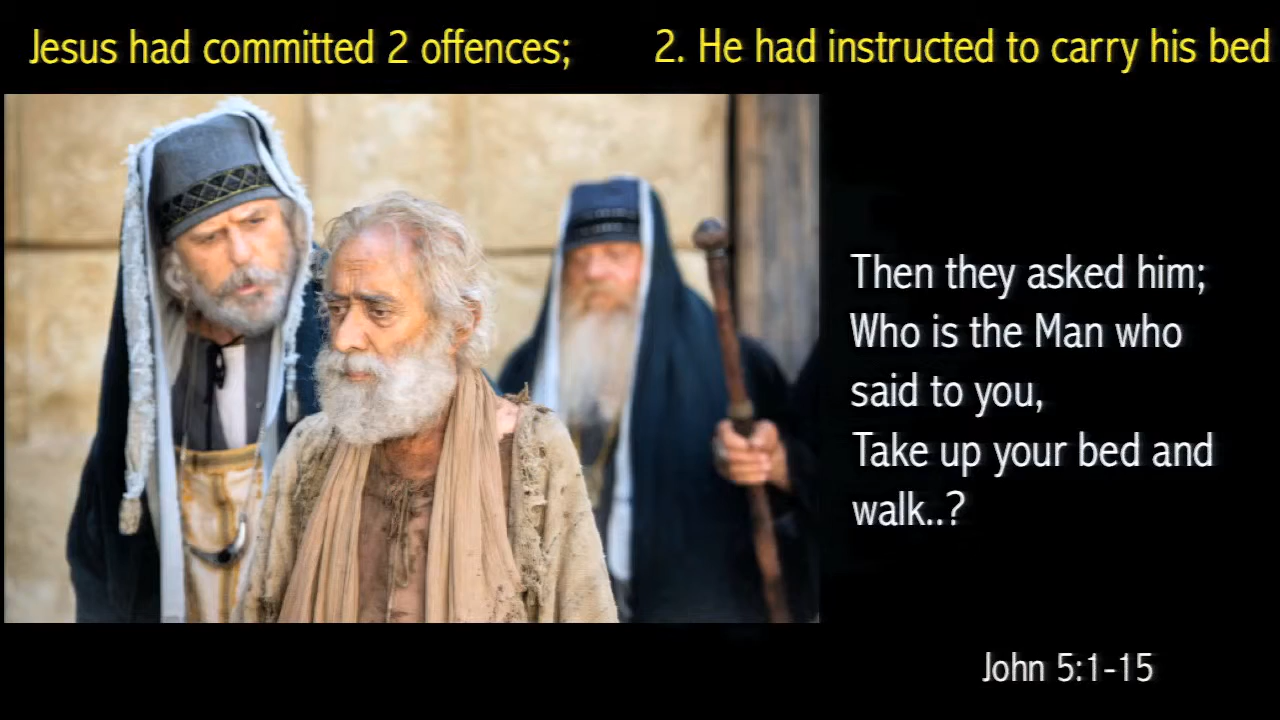 Jesus had committed 2 offences;
2. He had instructed to carry his bed
Then they asked him;
Who is the Man who
said to you,
Take up your bed and
walk..?
John 5:1-15